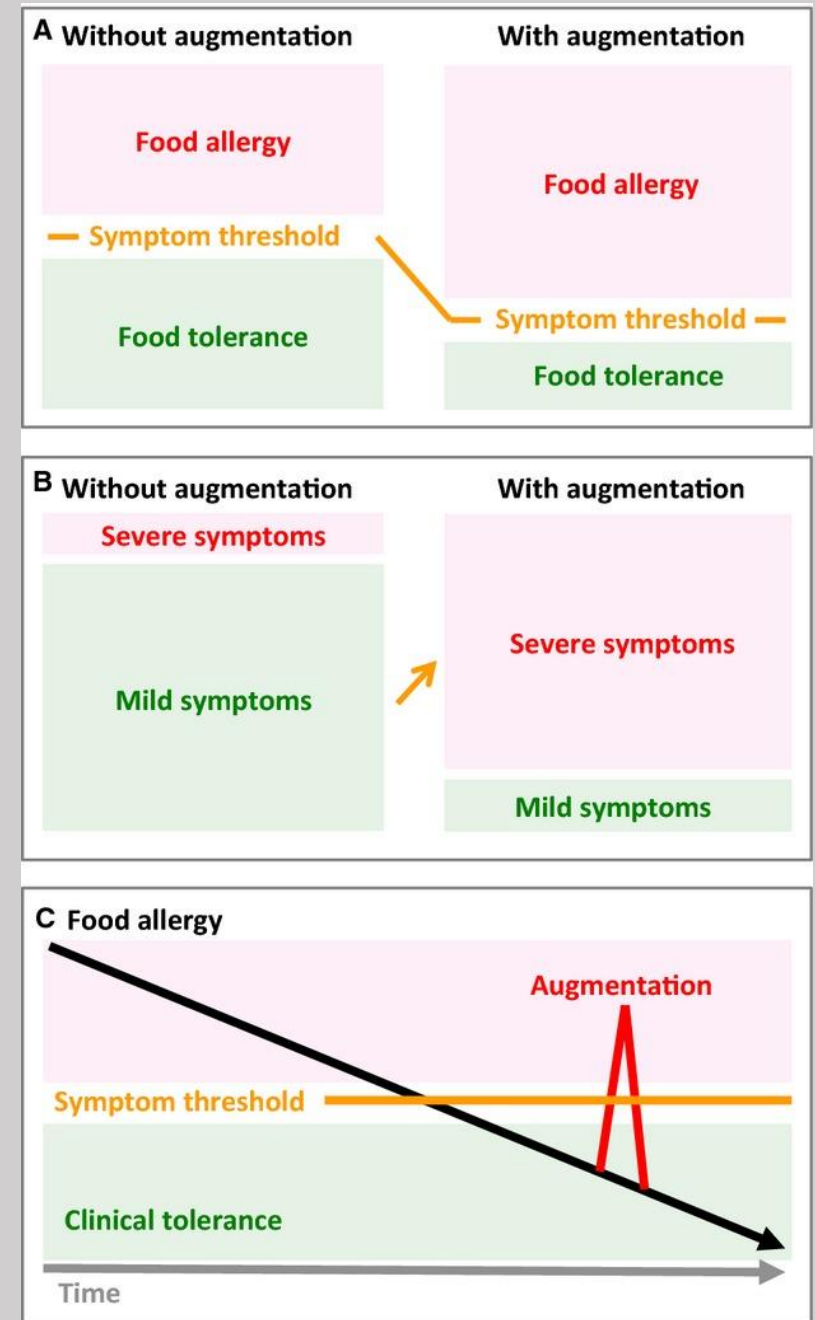 A Without augmentation With augmentation
Food allergy
Food allergy
Symptom threshold
Symptom threshold
Food tolerance
Food tolerance
B Without augmentation With augmentation
Severe symptoms
Severe symptoms
Mild symptoms
Mild symptoms
C Food allergy
Augmentation
Symptom threshold
Clinical tolerance
Time